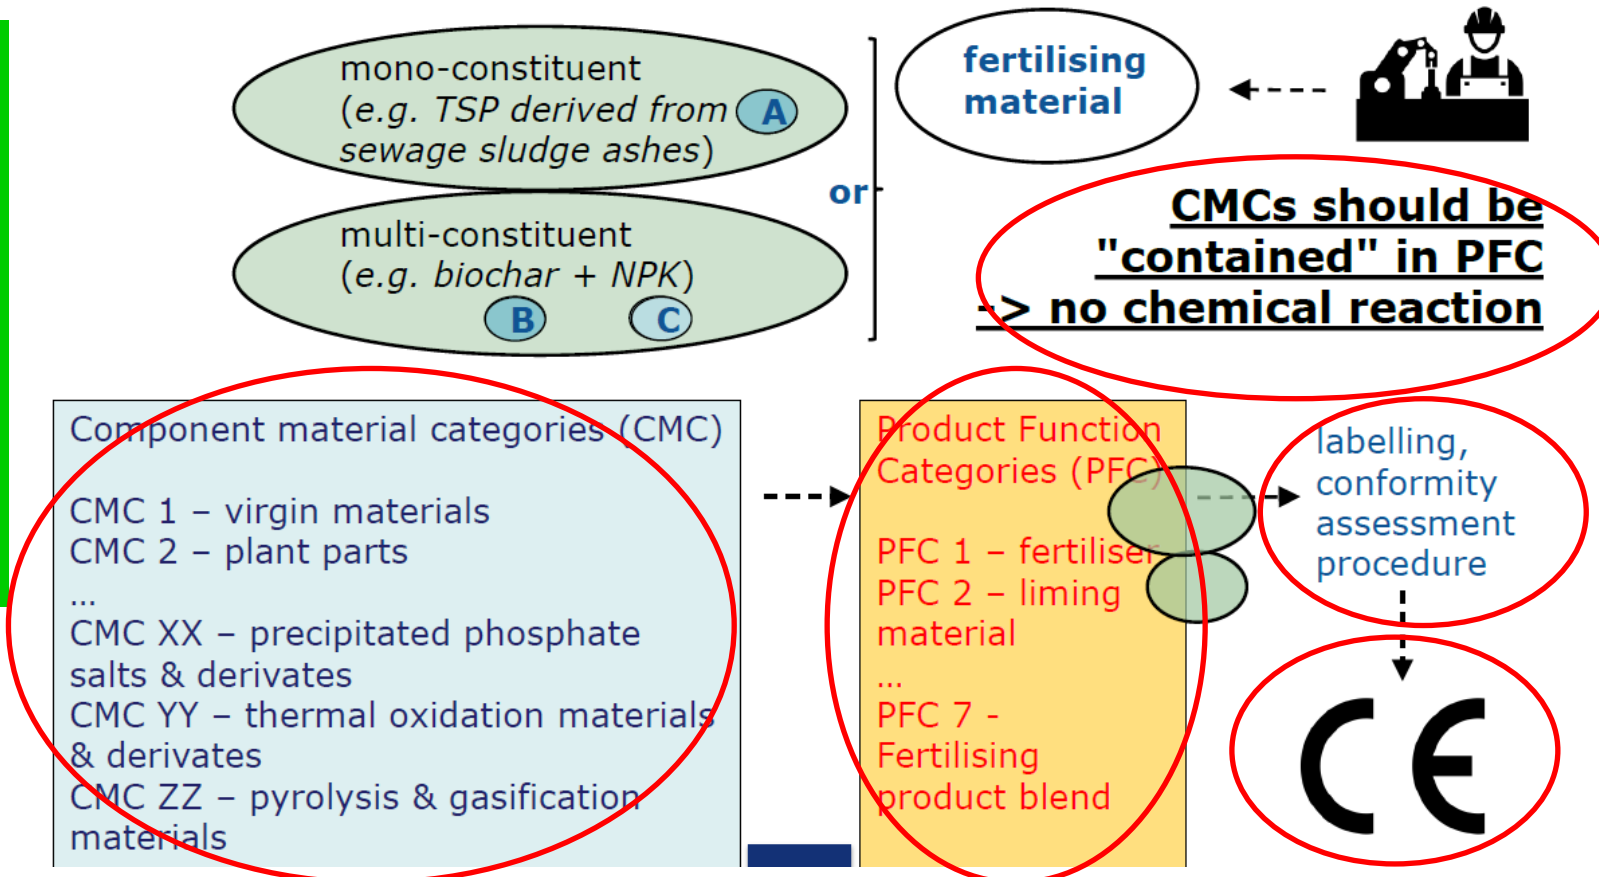 mono-constituent
(e.g. TSP derived from A
sewage sludge ashes)
multi-constituent
(e.g. biochar + NPK)
B C
or
fertilising
material
CMCs should be
"contained" in PFC
-> no chemical reaction
Component material categories (CMC)
CMC 1 – virgin materials
CMC 2 – plant parts
...
CMC XX – precipitated phosphate
salts & derivates
CMC YY – thermal oxidation materials
& derivates
CMC ZZ – pyrolysis & gasification
materials
Product Function
Categories (PFC)
PFC 1 – fertiliser
PFC 2 – liming
material
...
PFC 7 -
Fertilising
product blend
labelling,
conformity
assessment
procedure
CE